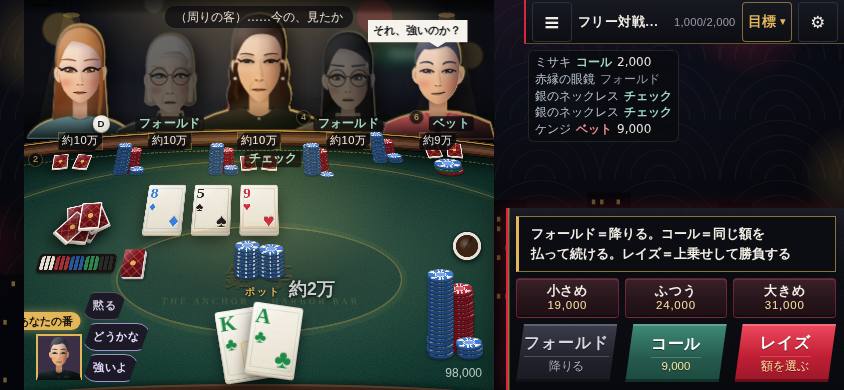 （周りの客）……今の、見たか
それ、強いのか？
D
フォールド
4
フォールド
6
ベット
約10万
約10万
約10万
約10万
約9万
2
チェック
8
5
9
ポット 約2万
THE ANCHOR
BAR
K
A
あなたの番
黙る
どうかな
強いよ
98,000
フリー対戦…
1,000/2,000
目標▼
ミサキ コール 2,000
赤縁の眼鏡 フォールド
銀のネックレス チェック
銀のネックレス チェック
ケンジ ベット 9,000
フォールド＝降りる。コール＝同じ額を
払って続ける。レイズ＝上乗せして勝負する
小さめ
19,000
ふつう
24,000
大きめ
31,000
フォールド
降りる
コール
9,000
レイズ
額を選ぶ